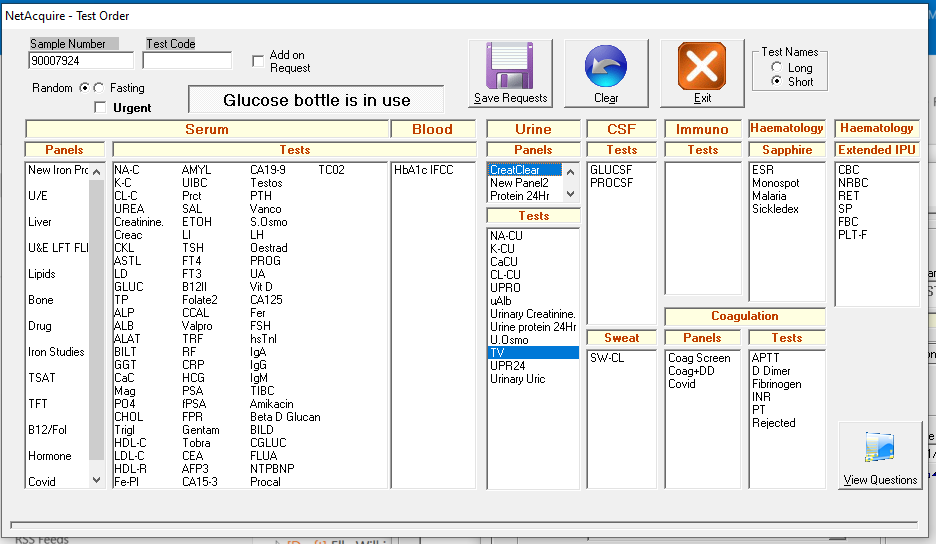 NetAcquire - Test Order
Sample Number
Test Code
90007924
Add on
Request
Random
Fasting
Urgent
Glucose bottle is in use
Save Requests
Clear
Exit
Test Names
Long
Short
Serum
Blood
Urine
CSF
Immuno
Haematology
Haematology
Panels
Tests
Panels
Tests
Tests
Sapphire
Extended IPU
New Iron Prc
U/E
Liver
U&E LFT FLI
Lipids
Bone
Drug
Iron Studies
TSAT
TFT
B12/Fol
Hormone
Covid
NA-C AMYL CA19-9 TC02
K-C UIBC Testos
CL-C Prct PTH
UREA SAL Vanco
Creatinine. ETOH S.Osmo
Creac LI LH
CKL TSH Oestrad
ASTL FT4 PROG
LD FT3 UA
GLUC B12II Vit D
TP Folate2 CA125
ALP CCAL Fer
ALB Valpro FSH
ALAT TRF hsTnI
BILT RF IgA
GGT CRP IgG
CaC HCG IgM
Mag PSA TIBC
PO4 fPSA Amikacin
CHOL FPR Beta D Glucan
Trigl Gentam BILD
HDL-C Tobra CGLUC
LDL-C CEA FLUA
HDL-R AFP3 NTPBNP
Fe-Pl CA15-3 Procal
HbA1c IFCC
CreatClear
New Panel2
Protein 24Hr
Tests
NA-CU
K-CU
CaCU
CL-CU
UPRO
uAlb
Urinary Creatinine.
Urine protein 24Hr
U.Osmo
TV
UPR24
Urinary Uric
GLUCSF
PROCSF
Sweat
SW-CL
ESR
Monospot
Malaria
Sickledex
CBC
NRBC
RET
SP
FBC
PLT-F
Coagulation
Panels
Tests
Coag Screen
Coag+DD
Covid
APTT
D Dimer
Fibrinogen
INR
PT
Rejected
View Questions
RSS Feeds